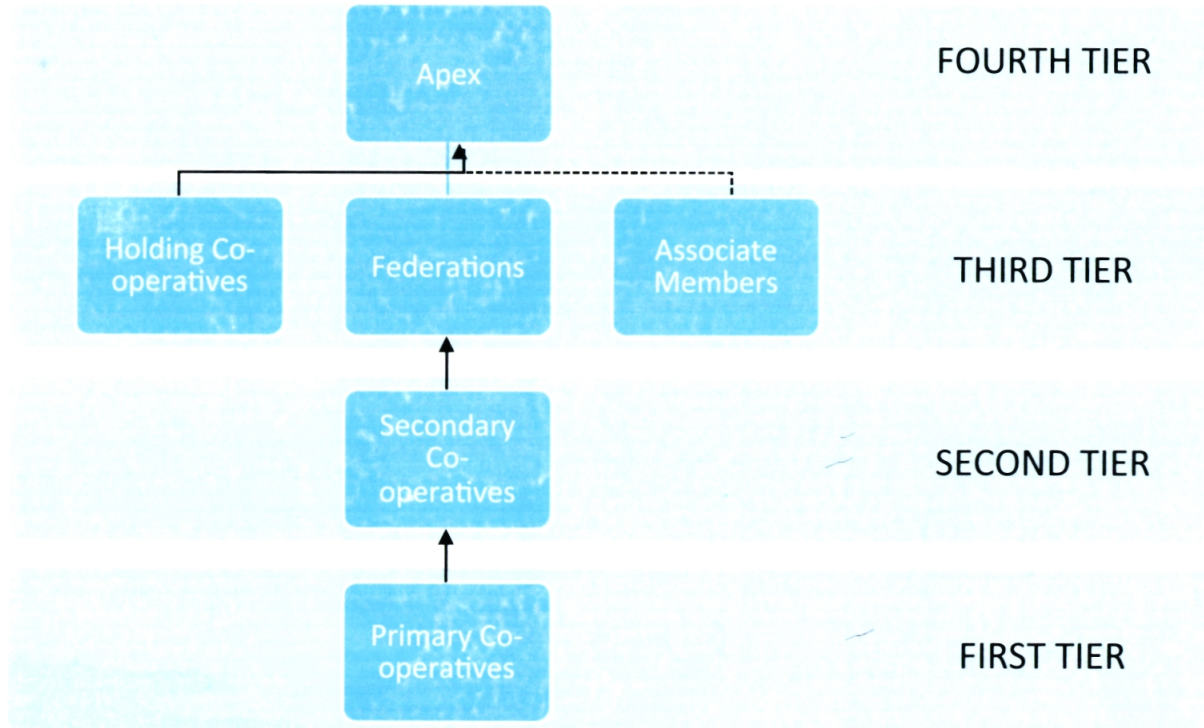 Apex
FOURTH TIER
Holding Co-
operatives
Federations
Associate
Members
THIRD TIER
Secondary
Co-
operatives
SECOND TIER
Primary Co-
operatives
FIRST TIER